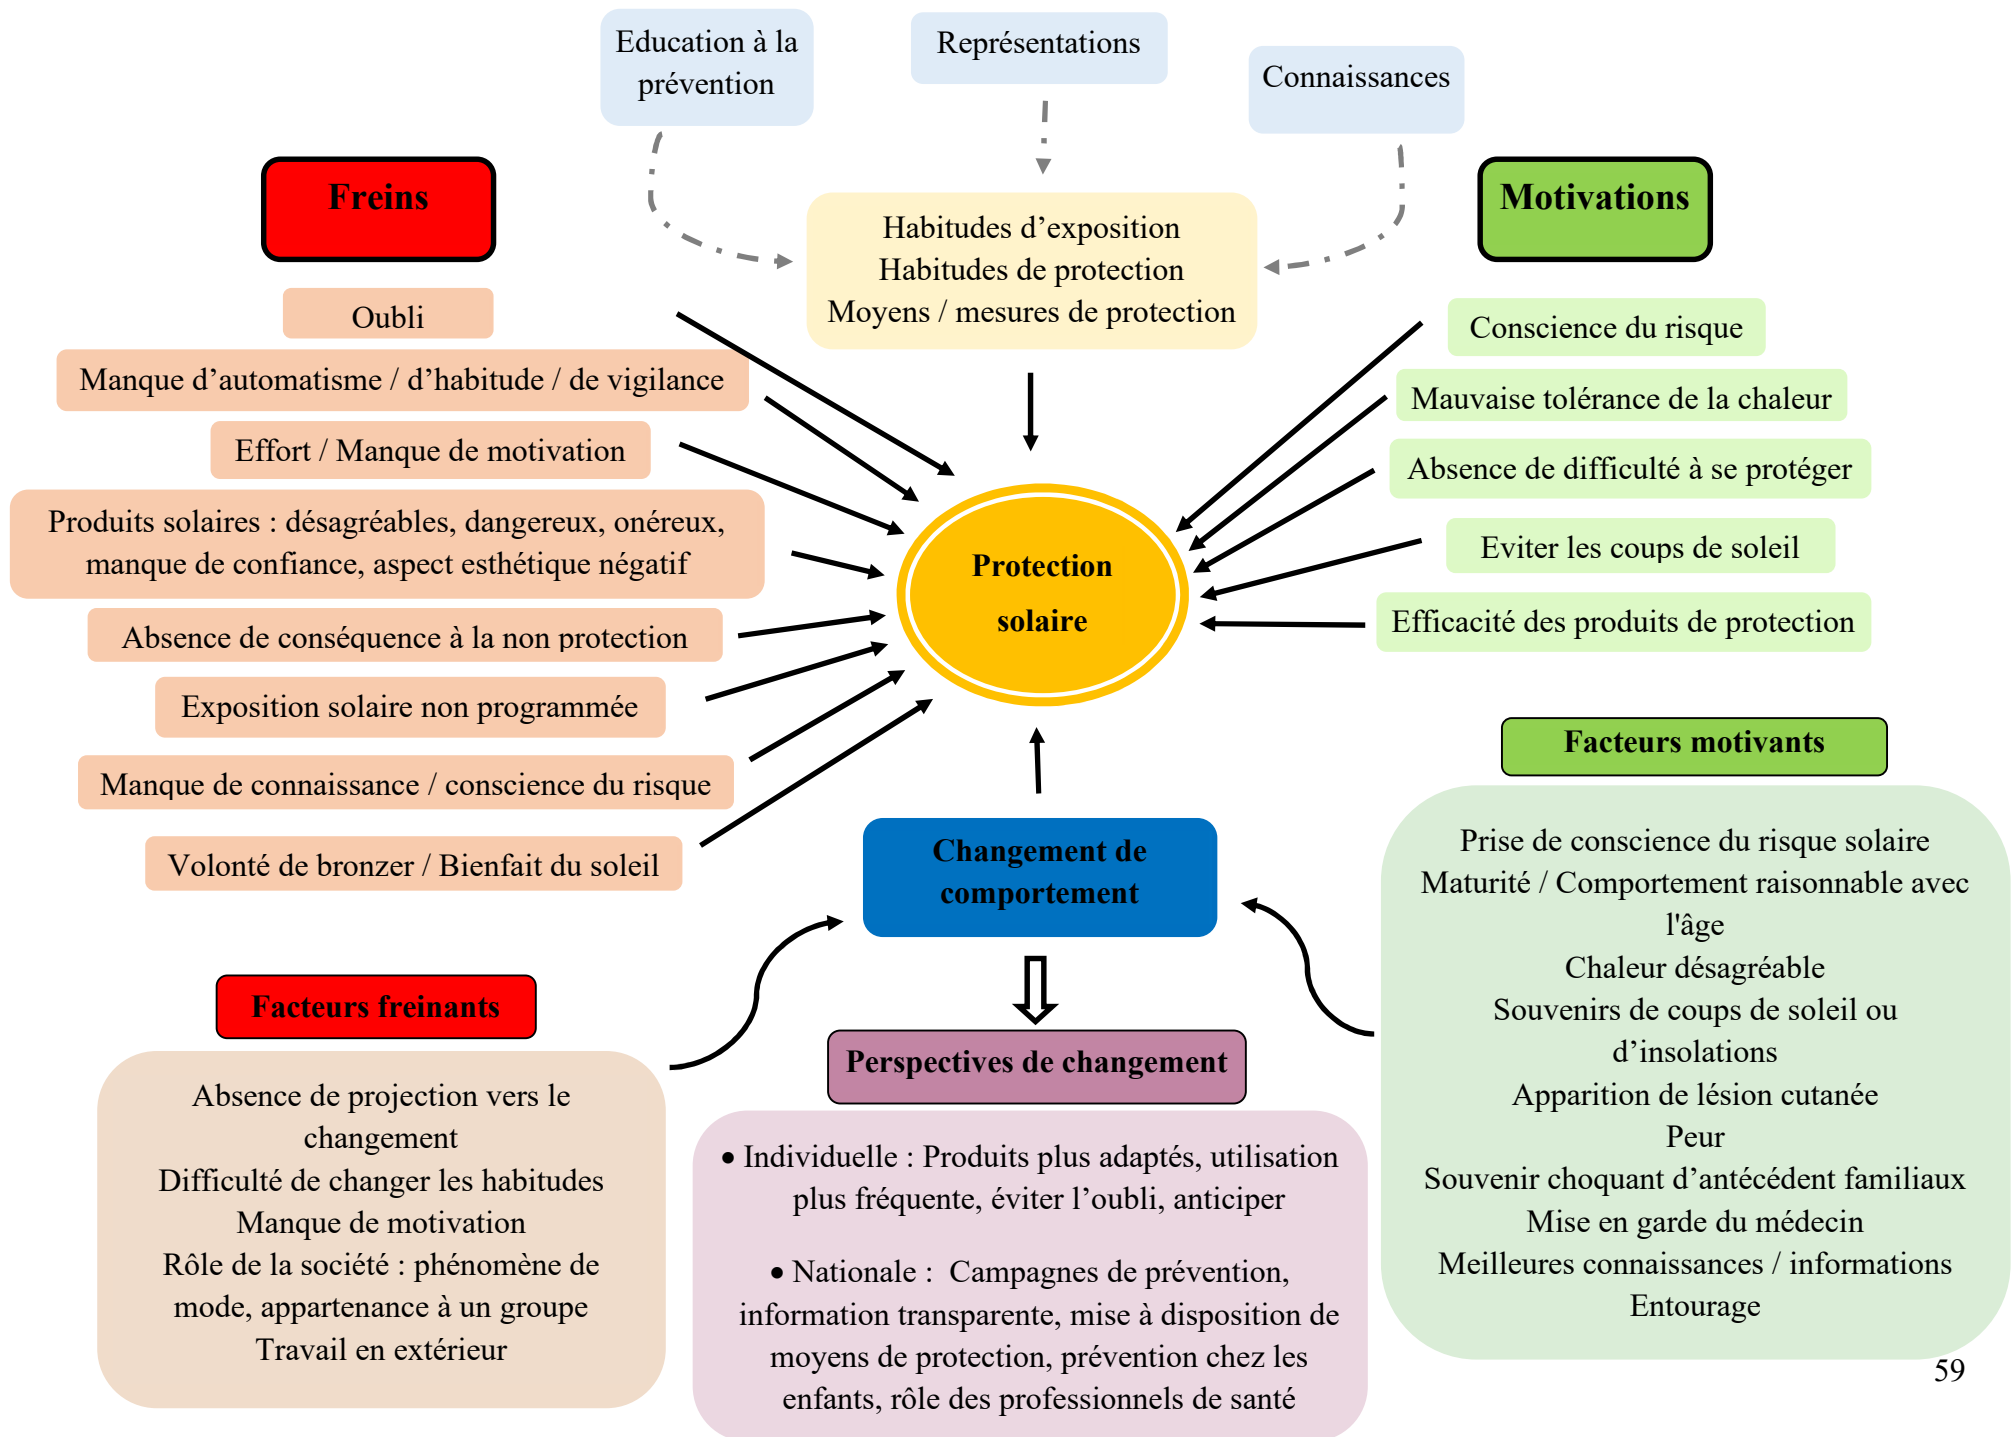 Education à la
prévention
Représentations
Connaissances
Freins
Motivations
Habitudes d’exposition
Habitudes de protection
Moyens / mesures de protection
Oubli
Manque d’automatisme / d’habitude / de vigilance
Effort / Manque de motivation
Produits solaires : désagréables, dangereux, onéreux,
manque de confiance, aspect esthétique négatif
Absence de conséquence à la non protection
Exposition solaire non programmée
Manque de connaissance / conscience du risque
Volonté de bronzer / Bienfait du soleil
Protection
solaire
Conscience du risque
Mauvaise tolérance de la chaleur
Absence de difficulté à se protéger
Eviter les coups de soleil
Efficacité des produits de protection
Changement de
comportement
Facteurs freinants
Absence de projection vers le
changement
Difficulté de changer les habitudes
Manque de motivation
Rôle de la société : phénomène de
mode, appartenance à un groupe
Travail en extérieur
Perspectives de changement
• Individuelle : Produits plus adaptés, utilisation
plus fréquente, éviter l’oubli, anticiper
• Nationale :  Campagnes de prévention,
information transparente, mise à disposition de
moyens de protection, prévention chez les
enfants, rôle des professionnels de santé
Facteurs motivants
Prise de conscience du risque solaire
Maturité / Comportement raisonnable avec
l'âge
Chaleur désagréable
Souvenirs de coups de soleil ou
d’insolations
Apparition de lésion cutanée
Peur
Souvenir choquant d’antécédent familiaux
Mise en garde du médecin
Meilleures connaissances / informations
Entourage
59